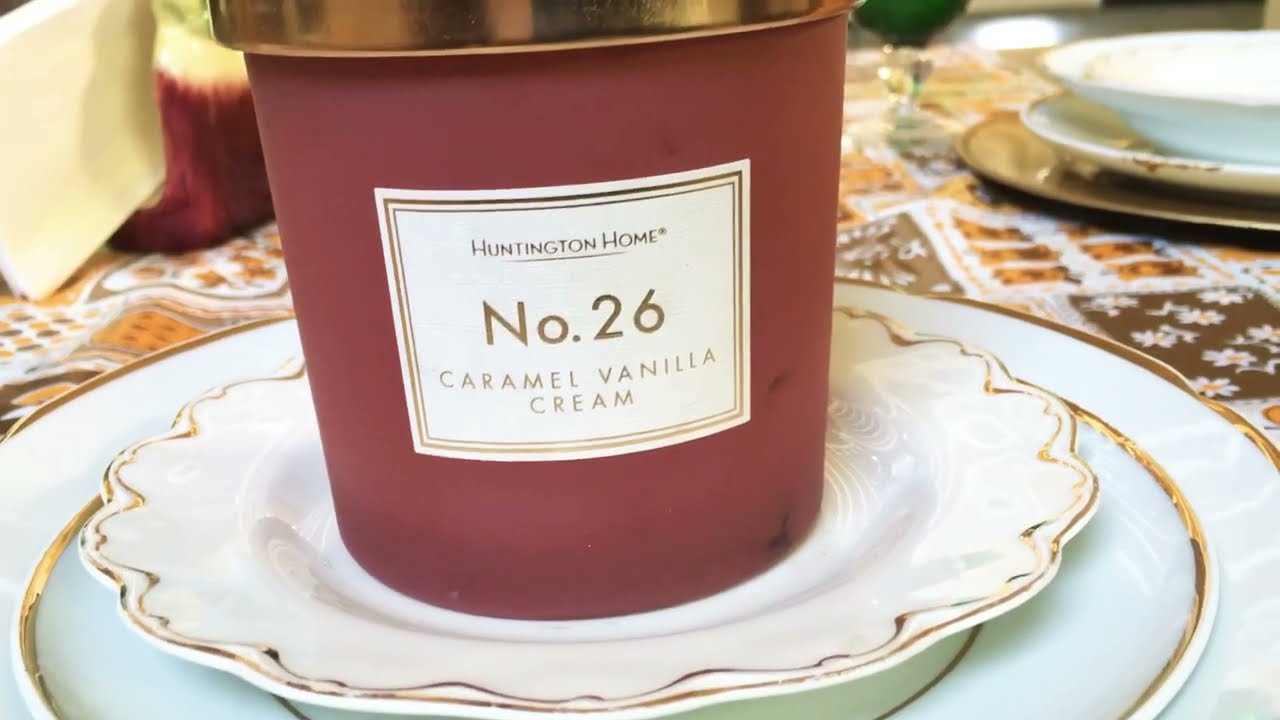 HUNTINGTON HOME®
No. 26
CARAMEL VANILLA
CREAM